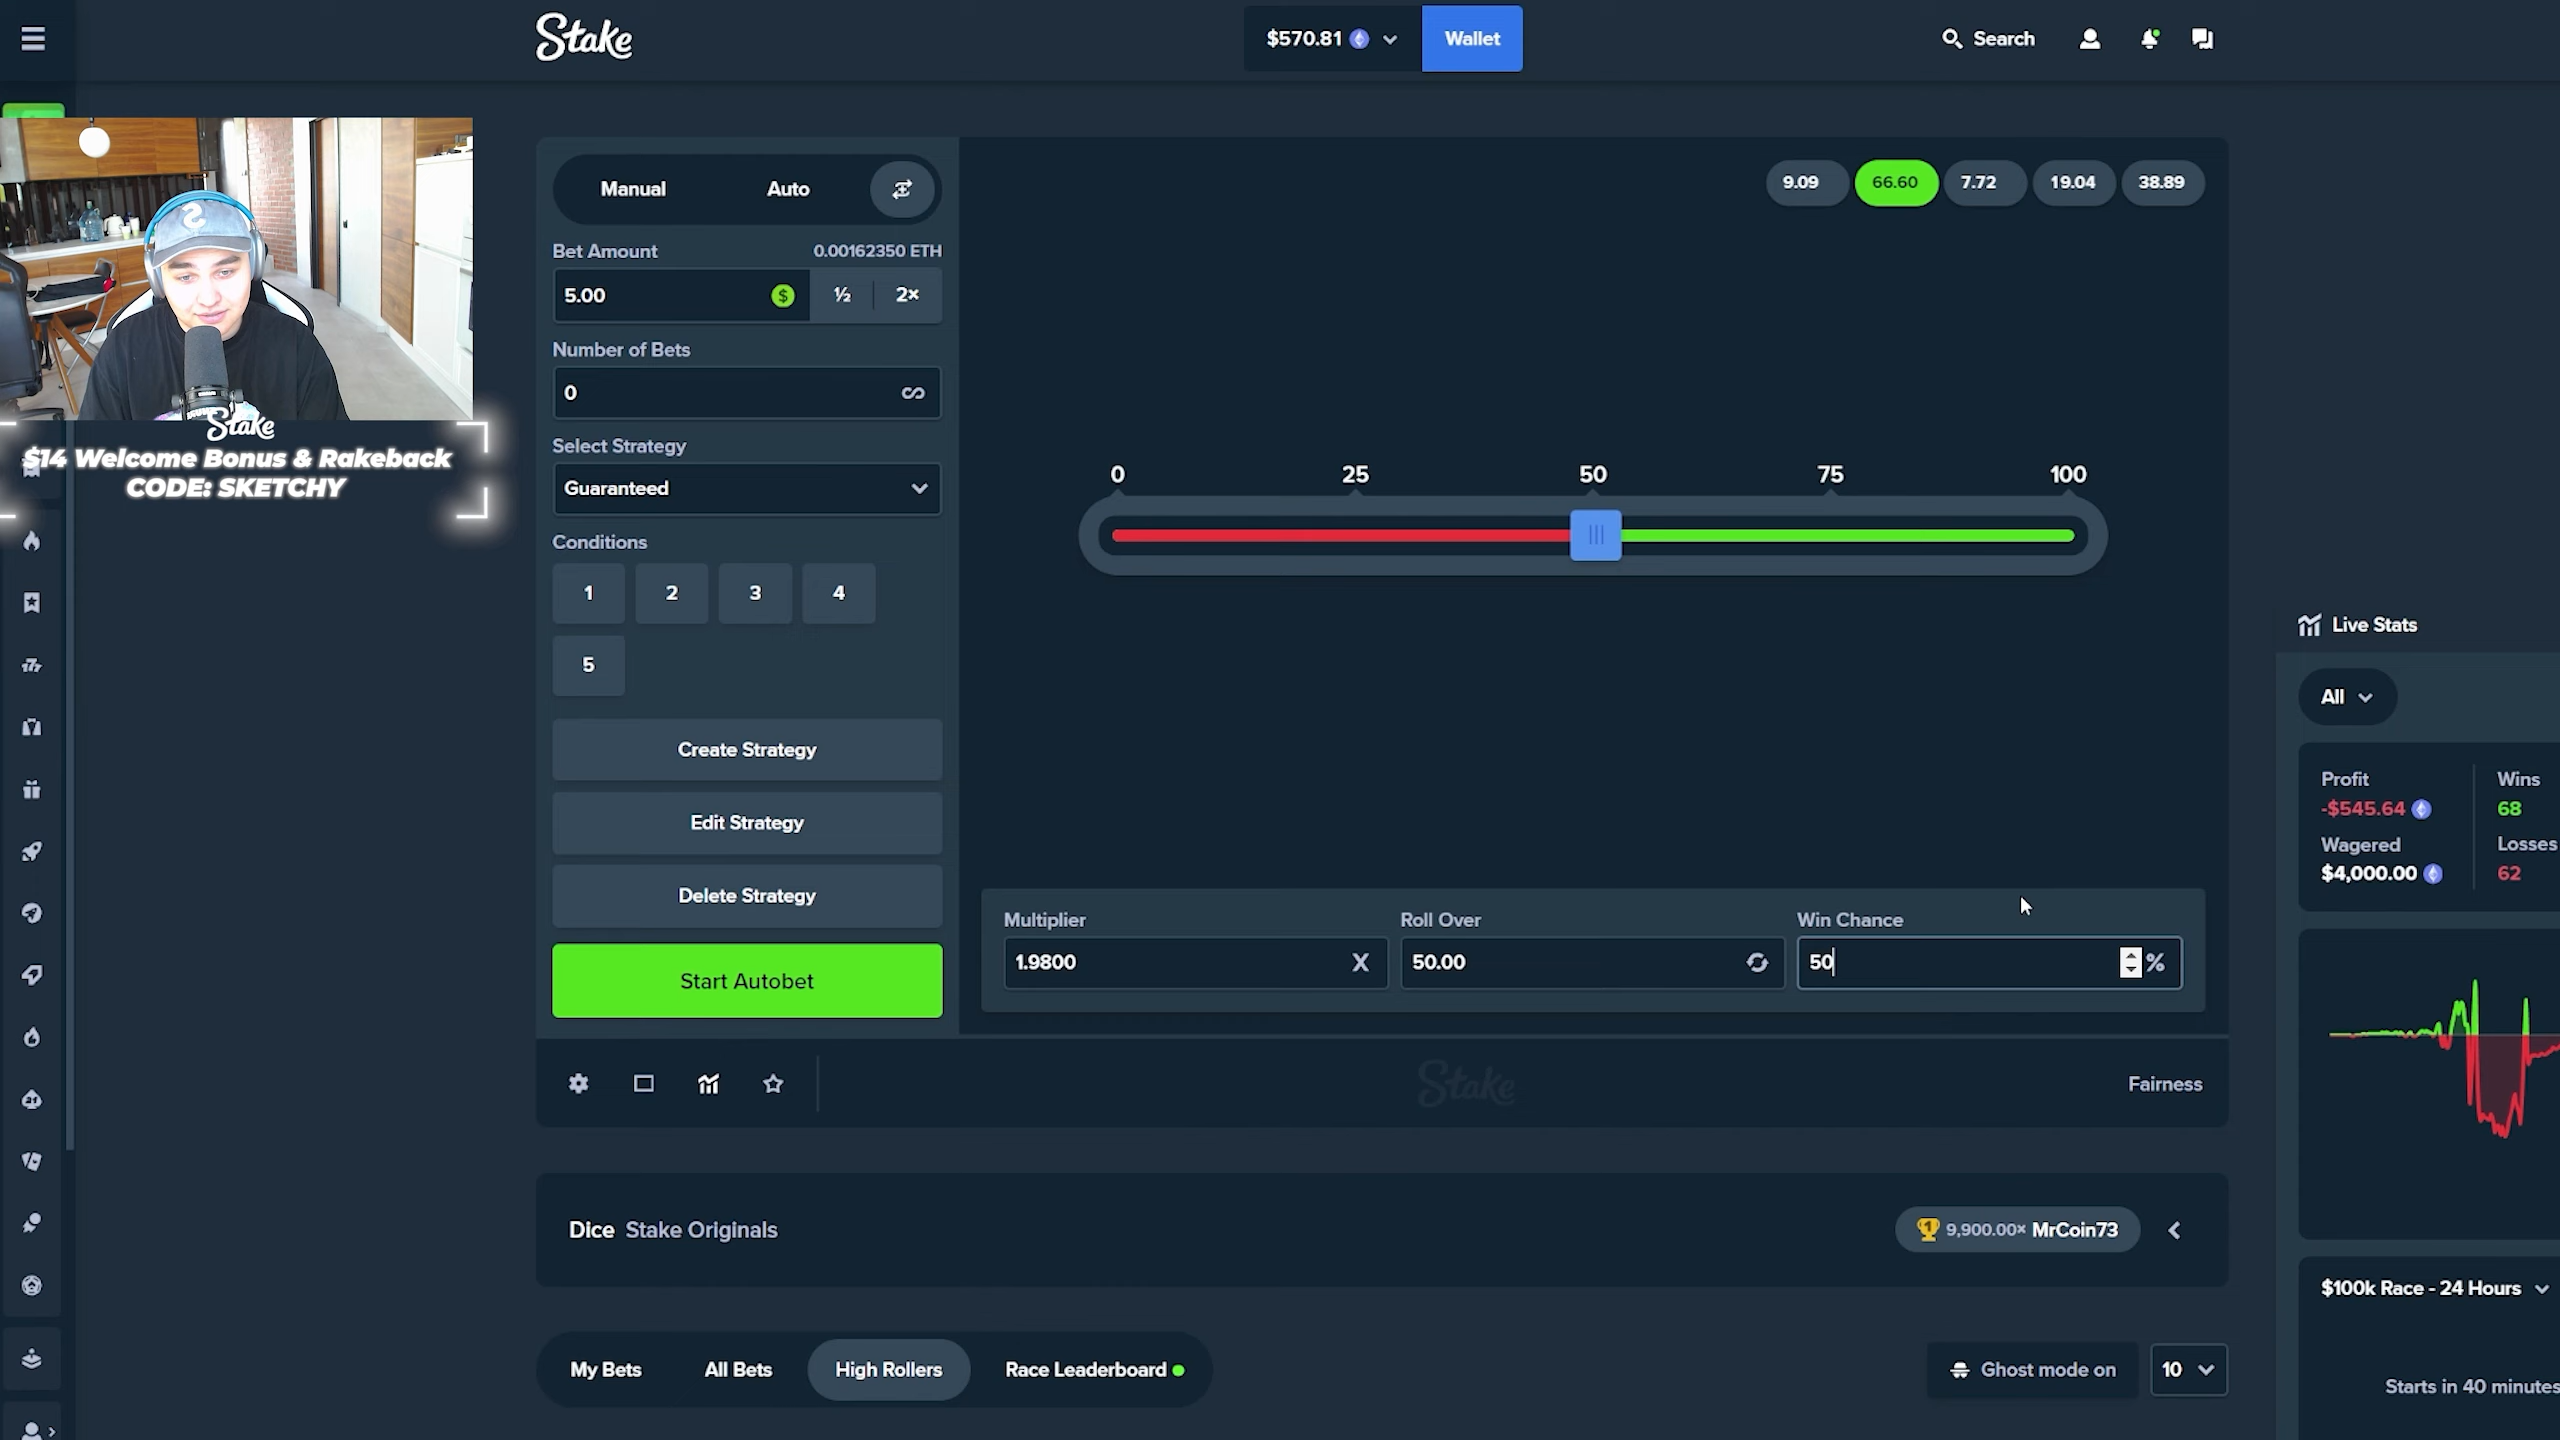 Stake
$570.81
Wallet
Search
Manual
Auto
9.09
66.60
7.72
19.04
38.89
Bet Amount
0.00162350 ETH
5.00
$
½
2×
Number of Bets
0
Stake
$14 Welcome Bonus & Rakeback
CODE: SKETCHY
Select Strategy
Guaranteed
0
25
50
75
100
Conditions
1
2
3
4
5
Live Stats
All
Create Strategy
Edit Strategy
Delete Strategy
Start Autobet
Profit
-$545.64
Wins
68
Wagered
$4,000.00
Losses
62
Multiplier
1.9800
X
Roll Over
50.00
Win Chance
50
%
Stake
Fairness
Dice Stake Originals
1
9,900.00× MrCoin73
$100k Race - 24 Hours
My Bets
All Bets
High Rollers
Race Leaderboard
Ghost mode on
10
Starts in 40 minutes